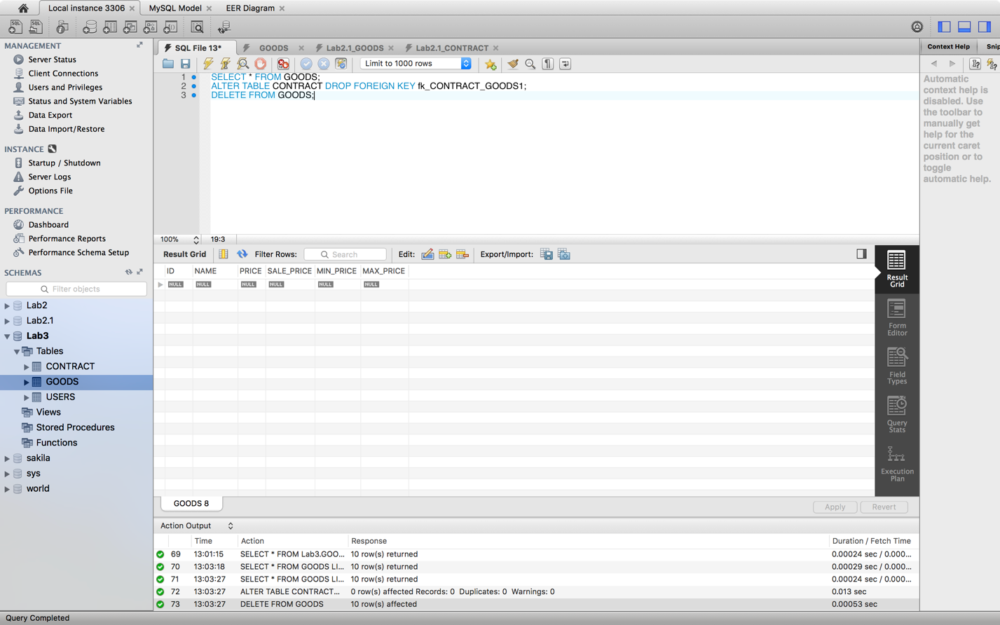 Local instance 3306
MySQL Model
EER Diagram
MANAGEMENT
Server Status
Client Connections
Users and Privileges
Status and System Variables
Data Export
Data Import/Restore
INSTANCE
Startup / Shutdown
Server Logs
Options File
PERFORMANCE
Dashboard
Performance Reports
Performance Schema Setup
SCHEMAS
Filter objects
Lab2
Lab2.1
Lab3
Tables
CONTRACT
GOODS
USERS
Views
Stored Procedures
Functions
sakila
sys
world
SQL File 13*
GOODS
Lab2.1_GOODS
Lab2.1_CONTRACT
Limit to 1000 rows
1 SELECT * FROM GOODS;
2 ALTER TABLE CONTRACT DROP FOREIGN KEY fk_CONTRACT_GOODS1;
3 DELETE FROM GOODS;
100% 19:3
Result Grid Filter Rows: Search Edit: Export/Import:
ID NAME PRICE SALE_PRICE MIN_PRICE MAX_PRICE
NULL NULL NULL NULL NULL NULL
Result
Grid
Form
Editor
Field
Types
Query
Stats
Execution
Plan
GOODS 8
Apply Revert
Action Output
Time Action Response Duration / Fetch Time
69 13:01:15 SELECT * FROM Lab3.GOO... 10 row(s) returned 0.00024 sec / 0.000...
70 13:03:18 SELECT * FROM GOODS LI... 10 row(s) returned 0.00029 sec / 0.000...
71 13:03:27 SELECT * FROM GOODS LI... 10 row(s) returned 0.00024 sec / 0.000...
72 13:03:27 ALTER TABLE CONTRACT... 0 row(s) affected Records: 0 Duplicates: 0 Warnings: 0 0.013 sec
73 13:03:27 DELETE FROM GOODS 10 row(s) affected 0.00053 sec
Context Help Snip
Automatic
context help is
disabled. Use
the toolbar to
manually get
help for the
current caret
position or to
toggle
automatic help.
Query Completed